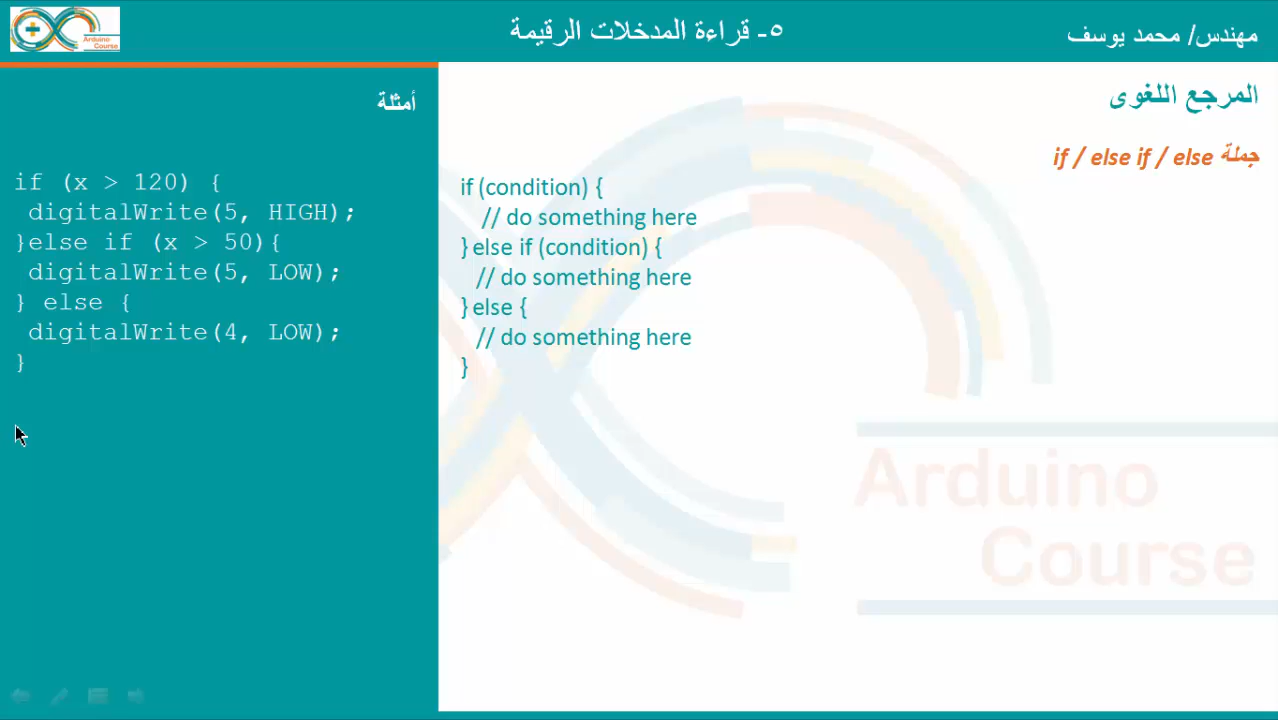 مهندس/ محمد يوسف
٥- قراءة المدخلات الرقيمة
Arduino
Course
المرجع اللغوى
جملة if / else if / else
if (condition) {
// do something here
} else if (condition) {
// do something here
} else {
// do something here
}
أمثلة
if (x > 120) {
digitalWrite(5, HIGH);
}else if (x > 50){
digitalWrite(5, LOW);
} else {
digitalWrite(4, LOW);
}
Arduino
Course